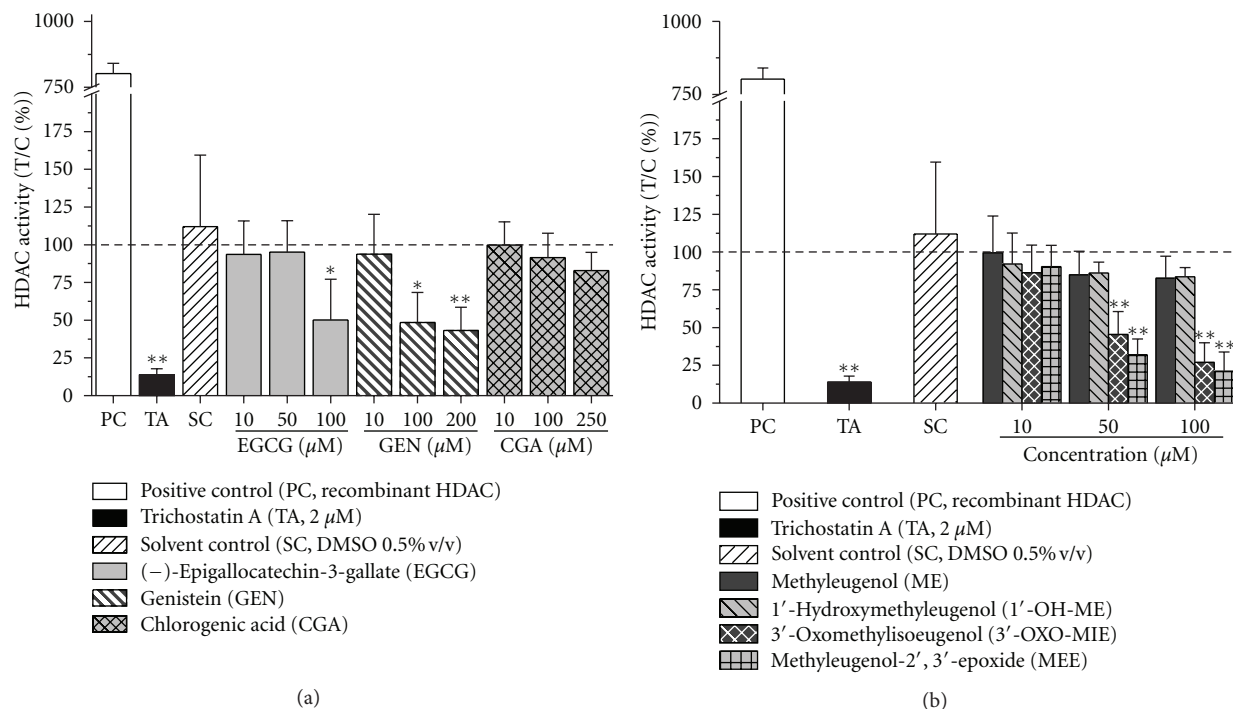 1000
750
175
150
125
100
75
50
25
0
HDAC activity (T/C (%))
*
*
**
**
PC TA SC 10 50 100 10 100 200 10 100 250
EGCG (μM) GEN (μM) CGA (μM)
Positive control (PC, recombinant HDAC)
Trichostatin A (TA, 2 μM)
Solvent control (SC, DMSO 0.5% v/v)
(−)-Epigallocatechin-3-gallate (EGCG)
Genistein (GEN)
Chlorogenic acid (CGA)
(a)
1000
750
175
150
125
100
75
50
25
0
HDAC activity (T/C (%))
**
**
**
**
**
PC TA SC 10 50 100
Concentration (μM)
Positive control (PC, recombinant HDAC)
Trichostatin A (TA, 2 μM)
Solvent control (SC, DMSO 0.5% v/v)
Methyleugenol (ME)
1′-Hydroxymethyleugenol (1′-OH-ME)
3′-Oxomethylisoeugenol (3′-OXO-MIE)
Methyleugenol-2′, 3′-epoxide (MEE)
(b)